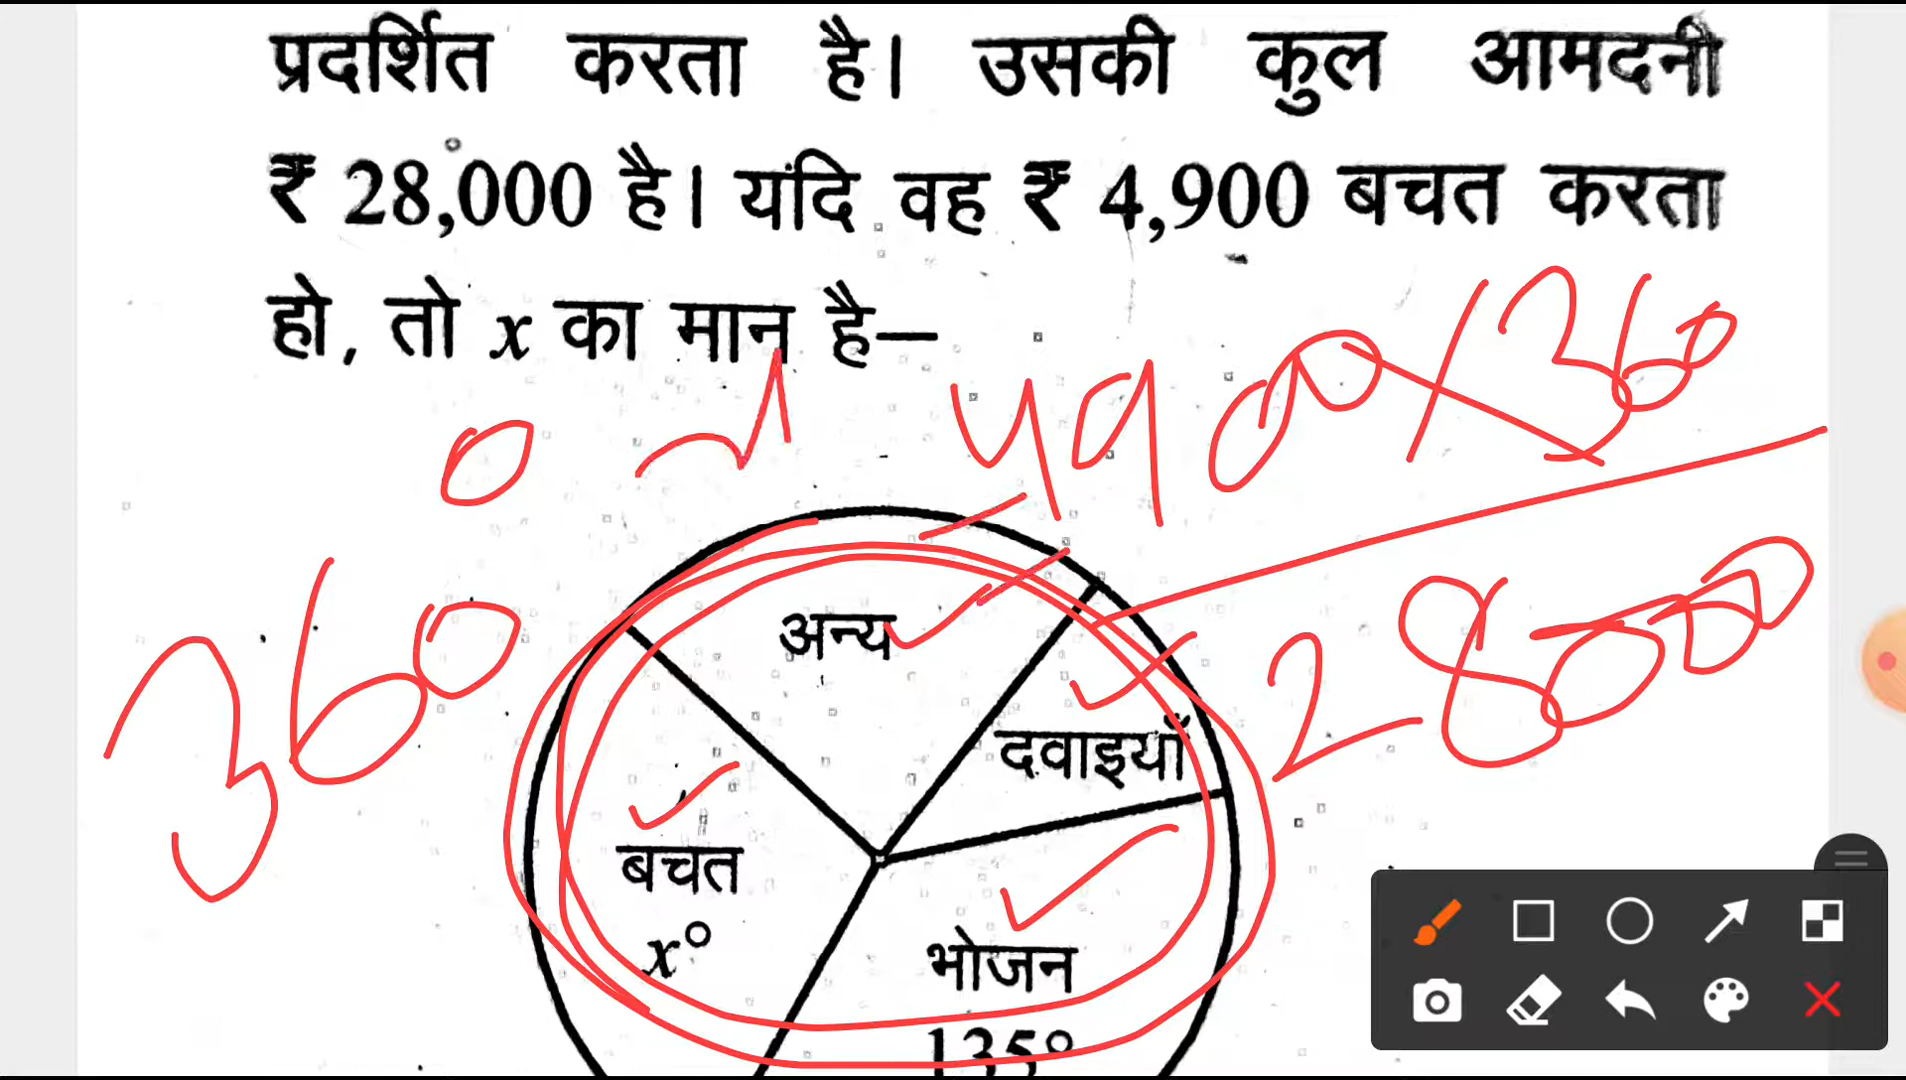 प्रदर्शित करता है। उसकी कुल आमदनी
₹ 28,000 है। यदि वह ₹ 4,900 बचत करता
हो, तो x का मान है—
4900 × 360
28000
360
अन्य
दवाइयाँ
बचत
x°
भोजन
135°